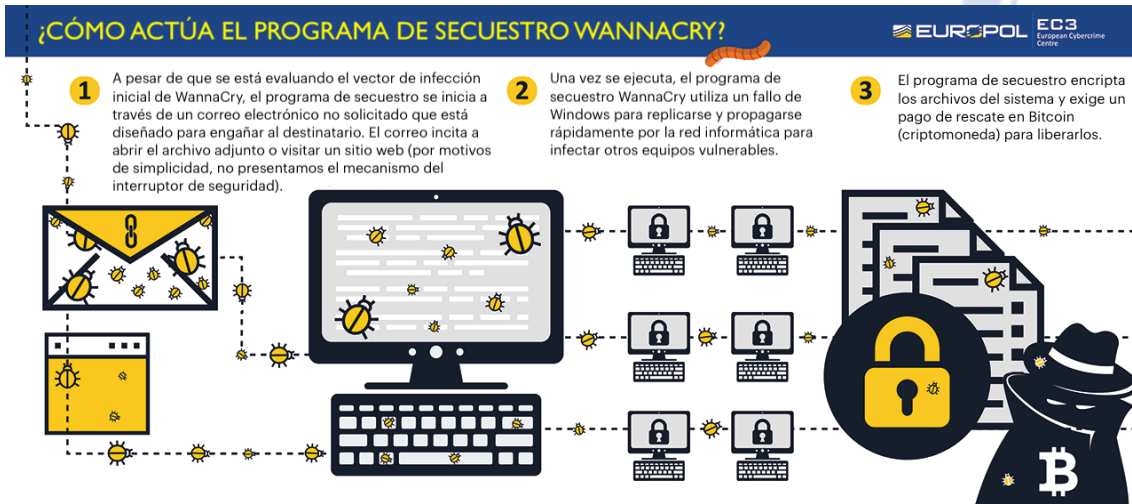 ¿CÓMO ACTÚA EL PROGRAMA DE SECUESTRO WANNACRY?
EUROPOL
EC3
European Cybercrime
Centre
1
A pesar de que se está evaluando el vector de infección
inicial de WannaCry, el programa de secuestro se inicia a
través de un correo electrónico no solicitado que está
diseñado para engañar al destinatario. El correo incita a
abrir el archivo adjunto o visitar un sitio web (por motivos
de simplicidad, no presentamos el mecanismo del
interruptor de seguridad).
2
Una vez se ejecuta, el programa de
secuestro WannaCry utiliza un fallo de
Windows para replicarse y propagarse
rápidamente por la red informática para
infectar otros equipos vulnerables.
3
El programa de secuestro encripta
los archivos del sistema y exige un
pago de rescate en Bitcoin
(criptomoneda) para liberarlos.